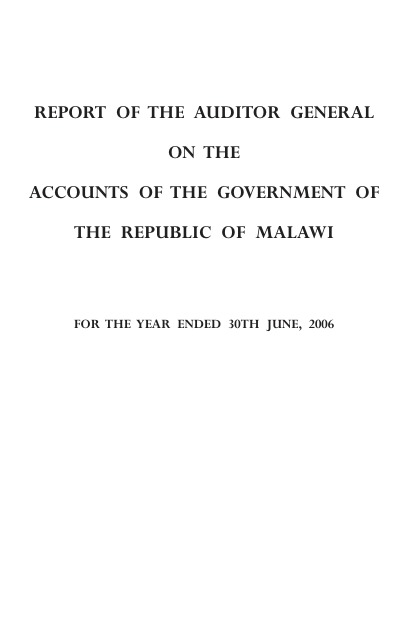 REPORT OF THE AUDITOR GENERAL
ON THE
ACCOUNTS OF THE GOVERNMENT OF
THE REPUBLIC OF MALAWI
FOR THE YEAR ENDED 30TH JUNE, 2006